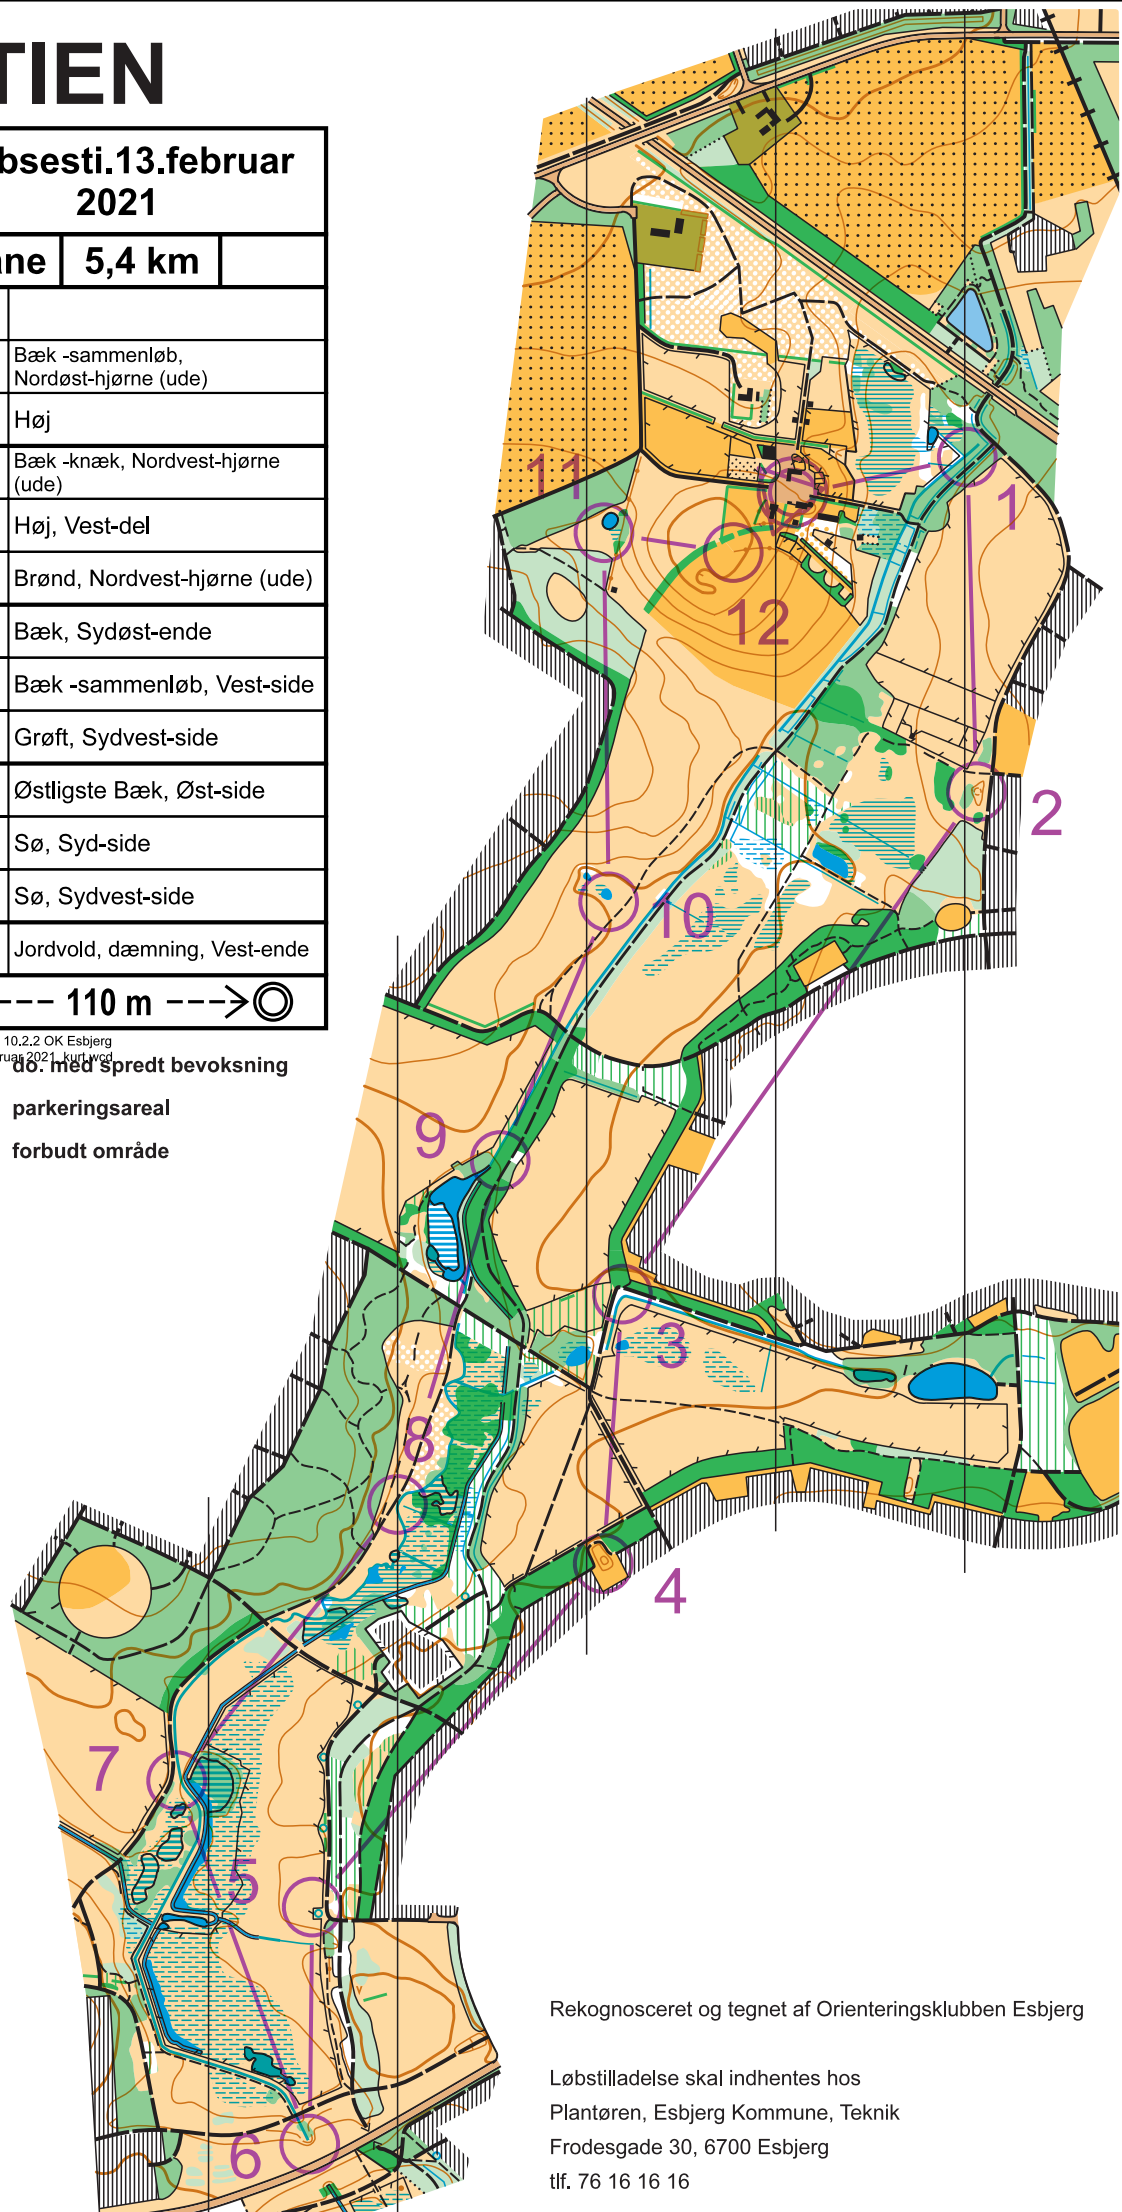 TIEN
bsesti.13.februar
2021
ane 5,4 km
Bæk -sammenløb,
Nordøst-hjørne (ude)
Høj
Bæk -knæk, Nordvest-hjørne
(ude)
Høj, Vest-del
Brønd, Nordvest-hjørne (ude)
Bæk, Sydøst-ende
Bæk -sammenløb, Vest-side
Grøft, Sydvest-side
Østligste Bæk, Øst-side
Sø, Syd-side
Sø, Sydvest-side
Jordvold, dæmning, Vest-ende
110 m
10.2.2 OK Esbjerg
ruar 2021, kurt.wcd
do. med spredt bevoksning
parkeringsareal
forbudt område
11
1
12
2
10
9
3
8
4
7
5
6
Rekognosceret og tegnet af Orienteringsklubben Esbjerg
Løbstilladelse skal indhentes hos
Plantøren, Esbjerg Kommune, Teknik
Frodesgade 30, 6700 Esbjerg
tlf. 76 16 16 16